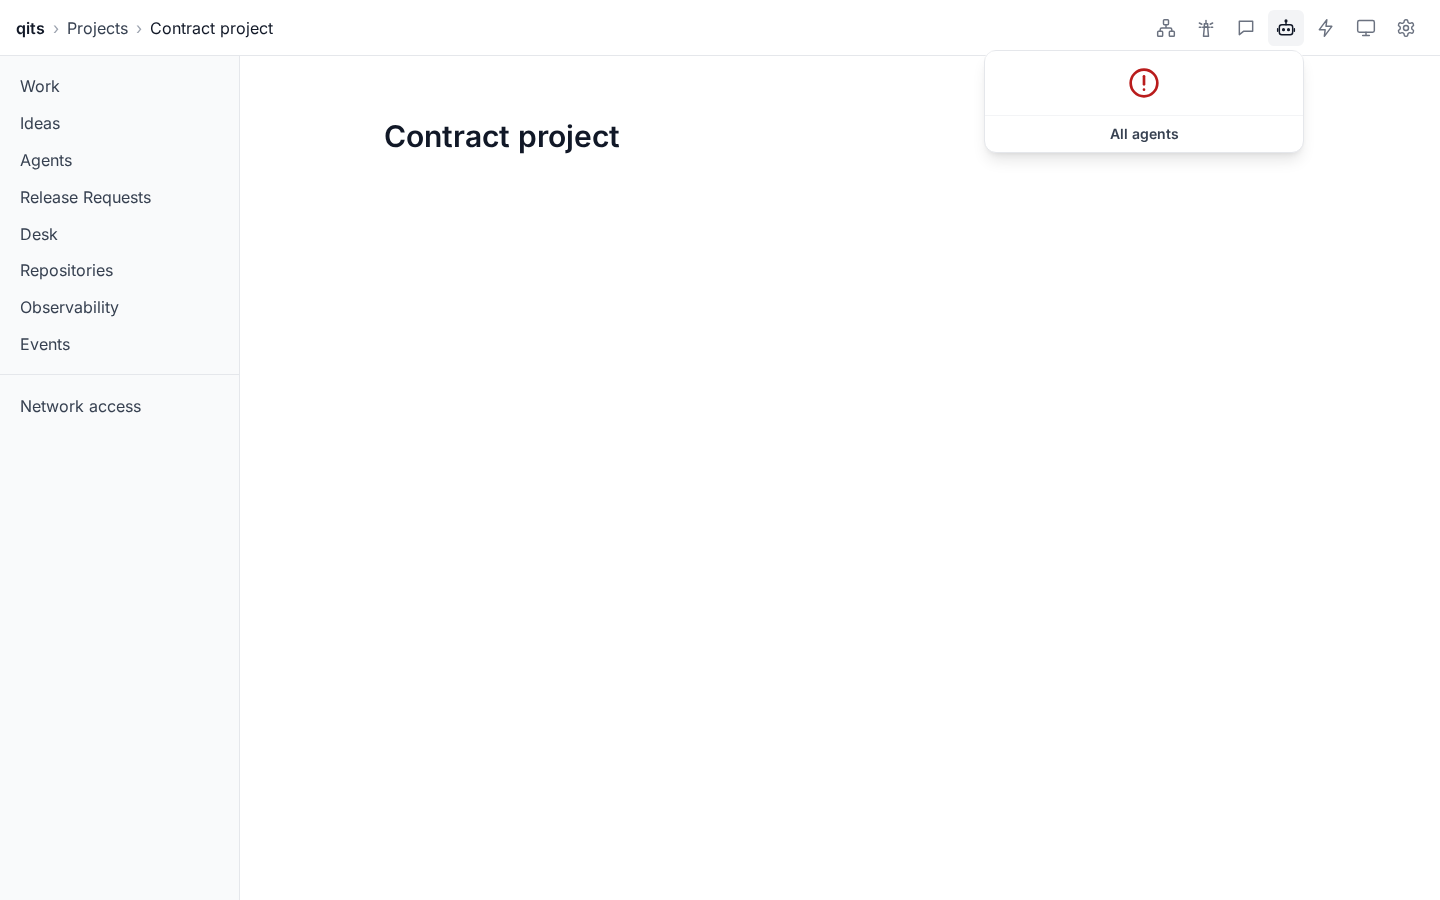 qits › Projects › Contract project
All agents
Work
Ideas
Agents
Release Requests
Desk
Repositories
Observability
Events
Network access
Contract project